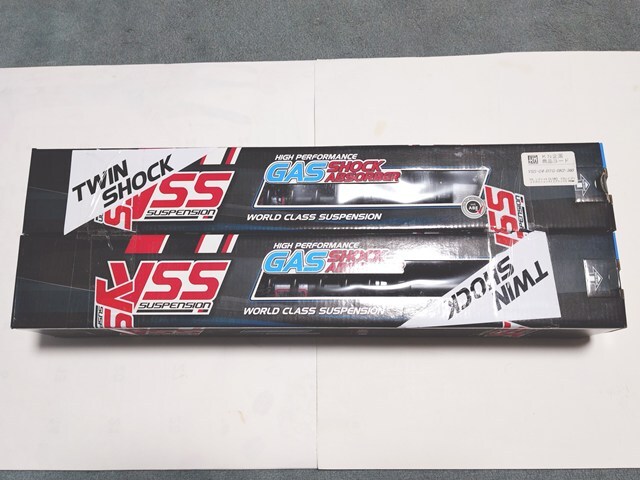 TWIN
SHOCK
YSS
SUSPENSION
HIGH PERFORMANCE
GAS SHOCK
ABSORBER
WORLD CLASS SUSPENSION
YSS
SUSPENSION
HIGH PERFORMANCE
GAS SHOCK
WORLD CLASS SUSPENSION
TWIN
SHOCK